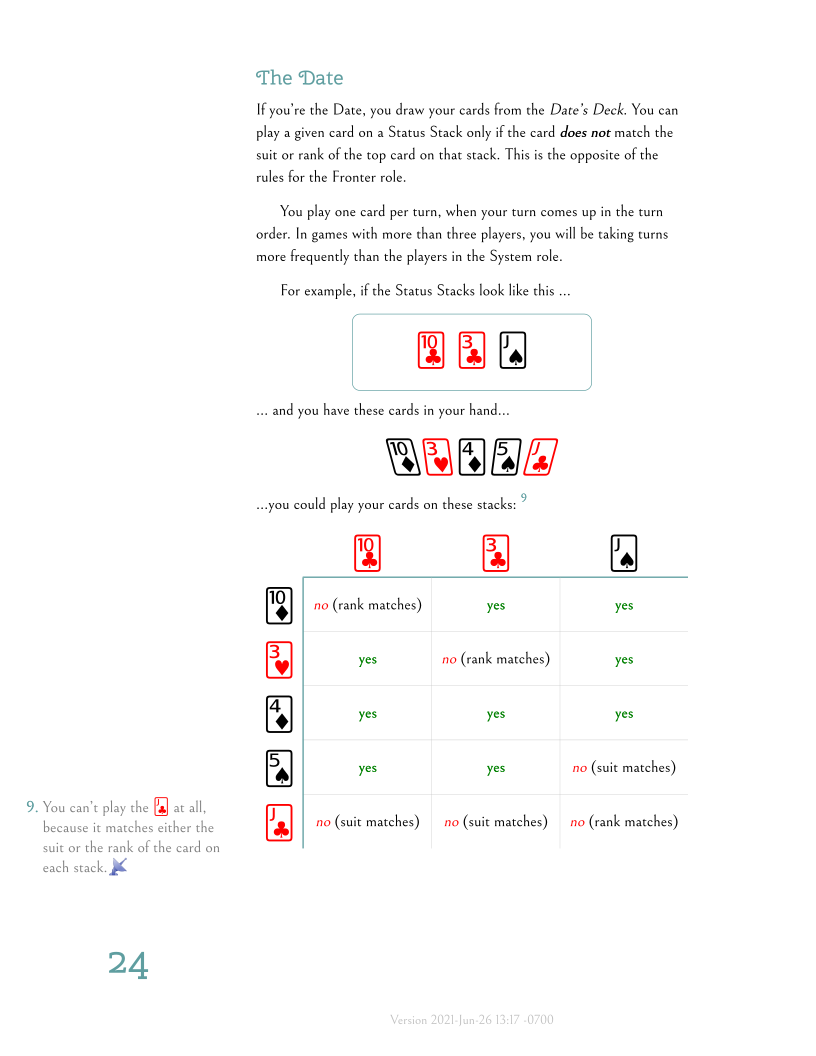 The Date
If you're the Date, you draw your cards from the Date's Deck. You can
play a given card on a Status Stack only if the card does not match the
suit or rank of the top card on that stack. This is the opposite of the
rules for the Fronter role.
You play one card per turn, when your turn comes up in the turn
order. In games with more than three players, you will be taking turns
more frequently than the players in the System role.
For example, if the Status Stacks look like this ...
10♣ 3♣ J♠
... and you have these cards in your hand...
10♦ 3♥ 4♦ 5♠ J♣
...you could play your cards on these stacks: 9
10♣ 3♣ J♠
10♦ no (rank matches) yes yes
3♥ yes no (rank matches) yes
4♦ yes yes yes
5♠ yes yes no (suit matches)
J♣ no (suit matches) no (suit matches) no (rank matches)
9. You can't play the J♣ at all,
because it matches either the
suit or the rank of the card on
each stack.
24
Version 2021-Jun-26 13:17 -0700